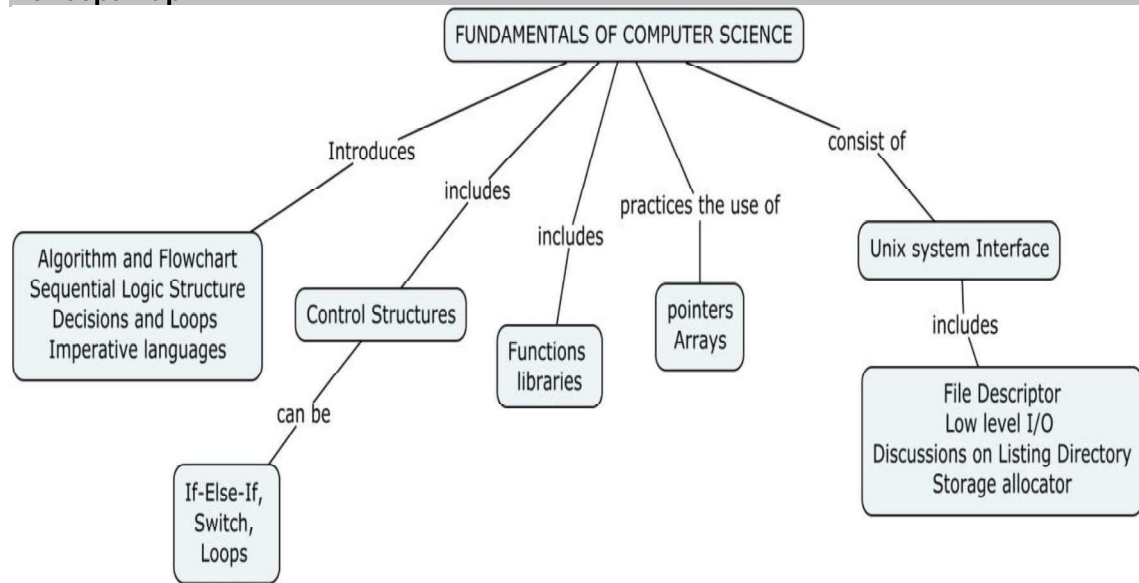 FUNDAMENTALS OF COMPUTER SCIENCE
Introduces
includes
includes
practices the use of
consist of
Algorithm and Flowchart
Sequential Logic Structure
Decisions and Loops
Imperative languages
Control Structures
Functions
libraries
pointers
Arrays
Unix system Interface
can be
includes
If-Else-If,
Switch,
Loops
File Descriptor
Low level I/O
Discussions on Listing Directory
Storage allocator